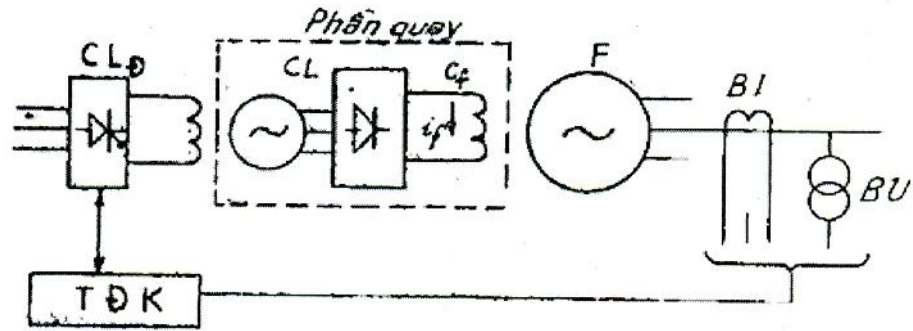 Phần quay
CLĐ
CL
Cf
if
F
BI
BU
TĐK